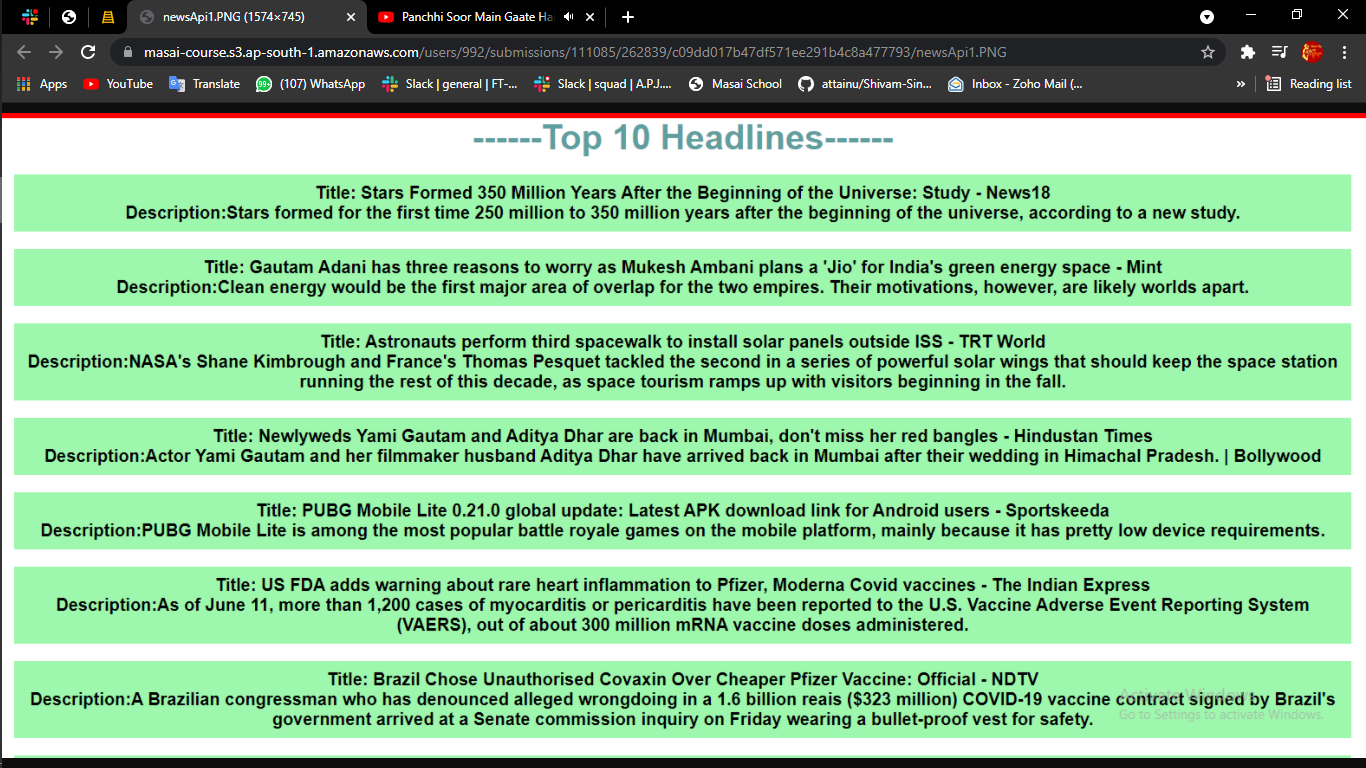 newsApi1.PNG (1574×745)
Panchhi Soor Main Gaate Ha
masai-course.s3.ap-south-1.amazonaws.com/users/992/submissions/111085/262839/c09dd017b47df571ee291b4c8a477793/newsApi1.PNG
Apps YouTube Translate 99+ (107) WhatsApp Slack | general | FT-... Slack | squad | A.P.J.... Masai School attainu/Shivam-Sin... Inbox - Zoho Mail (... » Reading list
------Top 10 Headlines------
Title: Stars Formed 350 Million Years After the Beginning of the Universe: Study - News18
Description:Stars formed for the first time 250 million to 350 million years after the beginning of the universe, according to a new study.
Title: Gautam Adani has three reasons to worry as Mukesh Ambani plans a 'Jio' for India's green energy space - Mint
Description:Clean energy would be the first major area of overlap for the two empires. Their motivations, however, are likely worlds apart.
Title: Astronauts perform third spacewalk to install solar panels outside ISS - TRT World
Description:NASA's Shane Kimbrough and France's Thomas Pesquet tackled the second in a series of powerful solar wings that should keep the space station
running the rest of this decade, as space tourism ramps up with visitors beginning in the fall.
Title: Newlyweds Yami Gautam and Aditya Dhar are back in Mumbai, don't miss her red bangles - Hindustan Times
Description:Actor Yami Gautam and her filmmaker husband Aditya Dhar have arrived back in Mumbai after their wedding in Himachal Pradesh. | Bollywood
Title: PUBG Mobile Lite 0.21.0 global update: Latest APK download link for Android users - Sportskeeda
Description:PUBG Mobile Lite is among the most popular battle royale games on the mobile platform, mainly because it has pretty low device requirements.
Title: US FDA adds warning about rare heart inflammation to Pfizer, Moderna Covid vaccines - The Indian Express
Description:As of June 11, more than 1,200 cases of myocarditis or pericarditis have been reported to the U.S. Vaccine Adverse Event Reporting System
(VAERS), out of about 300 million mRNA vaccine doses administered.
Title: Brazil Chose Unauthorised Covaxin Over Cheaper Pfizer Vaccine: Official - NDTV
Description:A Brazilian congressman who has denounced alleged wrongdoing in a 1.6 billion reais ($323 million) COVID-19 vaccine contract signed by Brazil's
government arrived at a Senate commission inquiry on Friday wearing a bullet-proof vest for safety.
Activate Windows
Go to Settings to activate Windows.